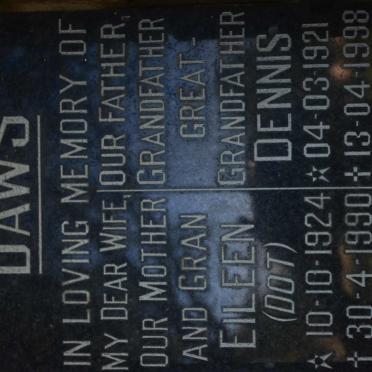 DAWS
IN LOVING MEMORY OF
MY DEAR WIFE,
OUR MOTHER
AND GRAN
EILEEN
(DOT)
☆ 10-10-1924
✝ 30-4-1990
OUR FATHER,
GRANDFATHER
GREAT-
GRANDFATHER
DENNIS
☆ 04-03-1921
✝ 13-04-1998